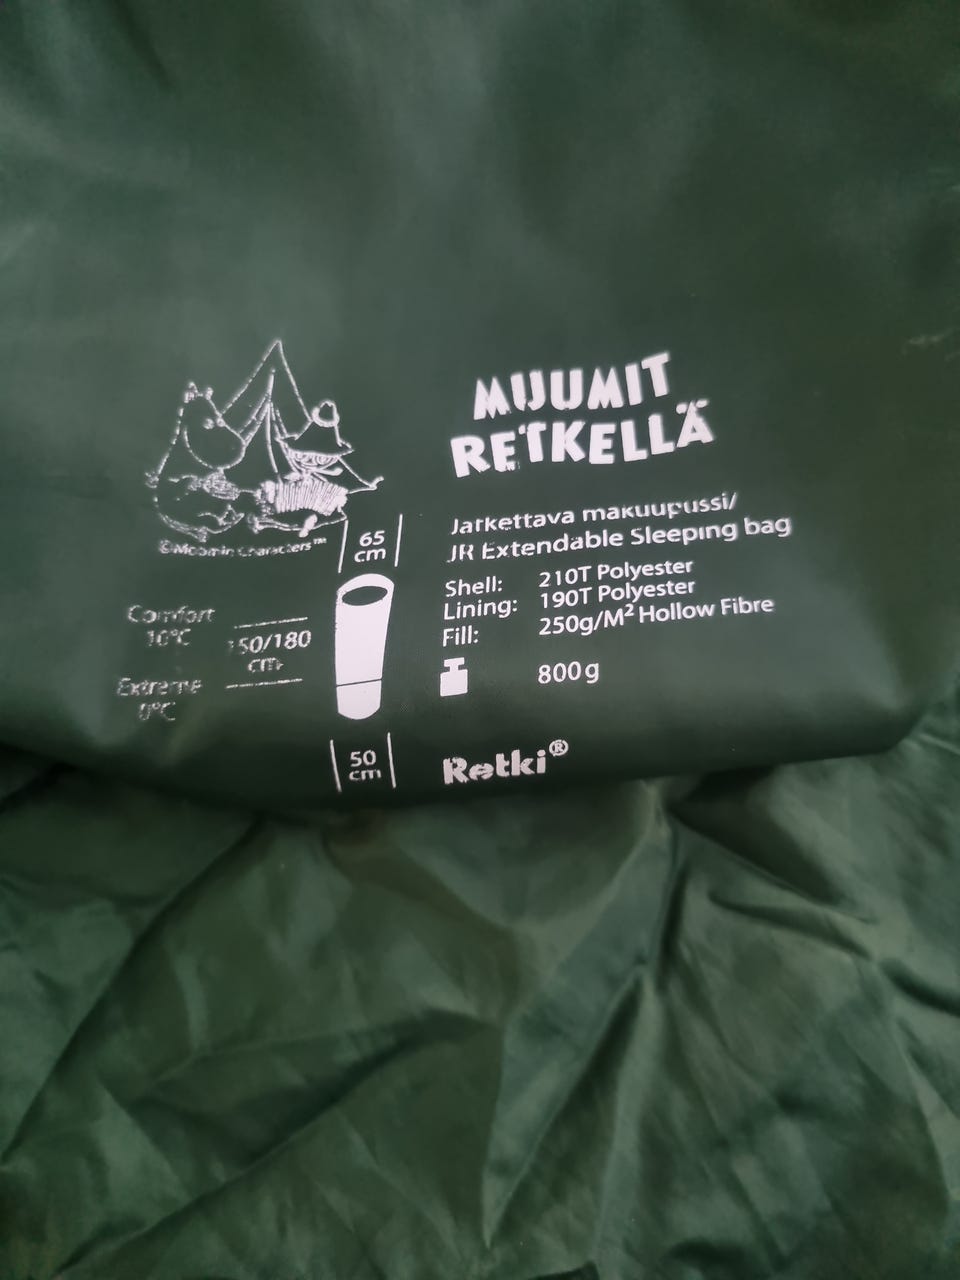 MUUMIT
RETKELLÄ
©Moomin Characters™
Jatkettava makuupussi/
JR Extendable Sleeping bag
Shell: 210T Polyester
Lining: 190T Polyester
Fill: 250g/M² Hollow Fibre
800g
65
cm
Comfort
10°C
150/180
cm
Extreme
0°C
50
cm
Retki®